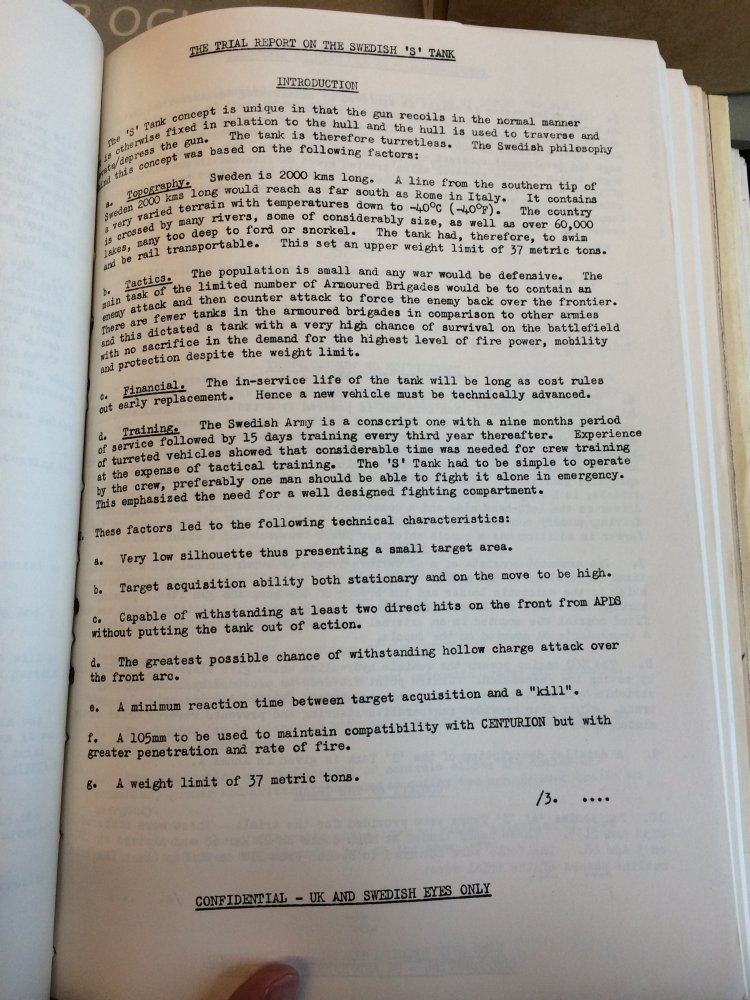 OC
THE TRIAL REPORT ON THE SWEDISH 'S' TANK
INTRODUCTION
The 'S' Tank concept is unique in that the gun recoils in the normal manner
is otherwise fixed in relation to the hull and the hull is used to traverse and
/depress the gun. The tank is therefore turretless. The Swedish philosophy
this concept was based on the following factors:
a. Topography. Sweden is 2000 kms long. A line from the southern tip of
Sweden 2000 kms long would reach as far south as Rome in Italy. It contains
a very varied terrain with temperatures down to -40°C (-40°F). The country
is crossed by many rivers, some of considerably size, as well as over 60,000
lakes, many too deep to ford or snorkel. The tank had, therefore, to swim
and be rail transportable. This set an upper weight limit of 37 metric tons.
b. Tactics. The population is small and any war would be defensive. The
main task of the limited number of Armoured Brigades would be to contain an
enemy attack and then counter attack to force the enemy back over the frontier.
There are fewer tanks in the armoured brigades in comparison to other armies
and this dictated a tank with a very high chance of survival on the battlefield
with no sacrifice in the demand for the highest level of fire power, mobility
and protection despite the weight limit.
c. Financial. The in-service life of the tank will be long as cost rules
out early replacement. Hence a new vehicle must be technically advanced.
d. Training. The Swedish Army is a conscript one with a nine months period
of service followed by 15 days training every third year thereafter. Experience
of turreted vehicles showed that considerable time was needed for crew training
at the expense of tactical training. The 'S' Tank had to be simple to operate
by the crew, preferably one man should be able to fight it alone in emergency.
This emphasized the need for a well designed fighting compartment.
These factors led to the following technical characteristics:
a. Very low silhouette thus presenting a small target area.
b. Target acquisition ability both stationary and on the move to be high.
c. Capable of withstanding at least two direct hits on the front from APDS
without putting the tank out of action.
d. The greatest possible chance of withstanding hollow charge attack over
the front arc.
e. A minimum reaction time between target acquisition and a "kill".
f. A 105mm to be used to maintain compatibility with CENTURION but with
greater penetration and rate of fire.
g. A weight limit of 37 metric tons.
/3. ....
CONFIDENTIAL - UK AND SWEDISH EYES ONLY